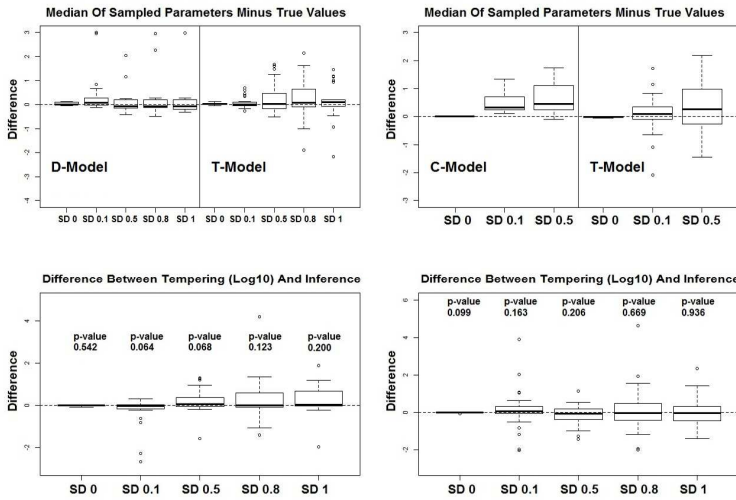 Median Of Sampled Parameters Minus True Values
Difference
3
2
1
0
-1
-2
-3
-4
D-Model
T-Model
SD 0 SD 0.1 SD 0.5 SD 0.8 SD 1 SD 0 SD 0.1 SD 0.5 SD 0.8 SD 1
Median Of Sampled Parameters Minus True Values
Difference
3
2
1
0
-1
-2
-3
C-Model
T-Model
SD 0 SD 0.1 SD 0.5 SD 0 SD 0.1 SD 0.5
Difference Between Tempering (Log10) And Inference
Difference
4
2
0
-2
p-value p-value p-value p-value p-value
0.542 0.064 0.068 0.123 0.200
SD 0 SD 0.1 SD 0.5 SD 0.8 SD 1
Difference Between Tempering (Log10) And Inference
Difference
6
4
2
0
-2
-4
p-value p-value p-value p-value p-value
0.099 0.163 0.206 0.669 0.936
SD 0 SD 0.1 SD 0.5 SD 0.8 SD 1